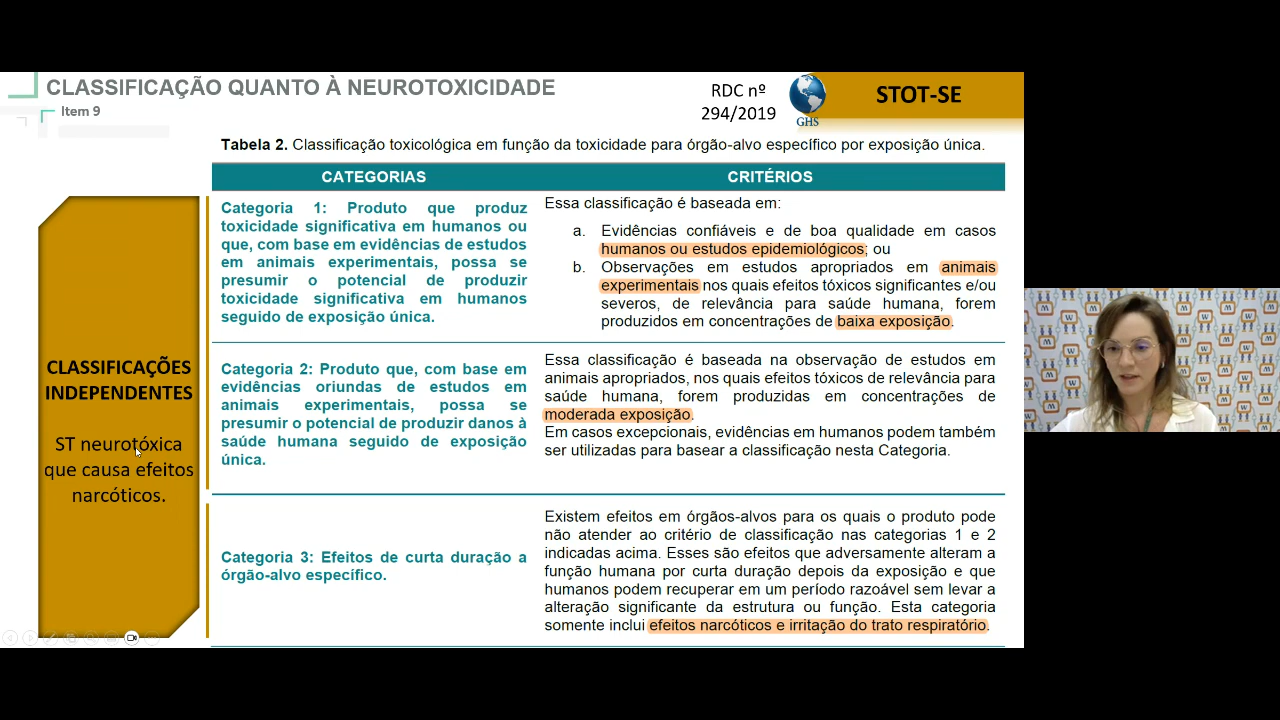 CLASSIFICAÇÃO QUANTO À NEUROTOXICIDADE
Item 9
RDC nº
294/2019
GHS
STOT-SE
Tabela 2. Classificação toxicológica em função da toxicidade para órgão-alvo específico por exposição única.
CATEGORIAS
CRITÉRIOS
CLASSIFICAÇÕES
INDEPENDENTES
ST neurotóxica
que causa efeitos
narcóticos.
Categoria 1: Produto que produz
toxicidade significativa em humanos ou
que, com base em evidências de estudos
em animais experimentais, possa se
presumir o potencial de produzir
toxicidade significativa em humanos
seguido de exposição única.
Essa classificação é baseada em:
a. Evidências confiáveis e de boa qualidade em casos
humanos ou estudos epidemiológicos; ou
b. Observações em estudos apropriados em animais
experimentais nos quais efeitos tóxicos significantes e/ou
severos, de relevância para saúde humana, forem
produzidos em concentrações de baixa exposição.
Categoria 2: Produto que, com base em
evidências oriundas de estudos em
animais experimentais, possa se
presumir o potencial de produzir danos à
saúde humana seguido de exposição
única.
Essa classificação é baseada na observação de estudos em
animais apropriados, nos quais efeitos tóxicos de relevância para
saúde humana, forem produzidas em concentrações de
moderada exposição.
Em casos excepcionais, evidências em humanos podem também
ser utilizadas para basear a classificação nesta Categoria.
Categoria 3: Efeitos de curta duração a
órgão-alvo específico.
Existem efeitos em órgãos-alvos para os quais o produto pode
não atender ao critério de classificação nas categorias 1 e 2
indicadas acima. Esses são efeitos que adversamente alteram a
função humana por curta duração depois da exposição e que
humanos podem recuperar em um período razoável sem levar a
alteração significante da estrutura ou função. Esta categoria
somente inclui efeitos narcóticos e irritação do trato respiratório.